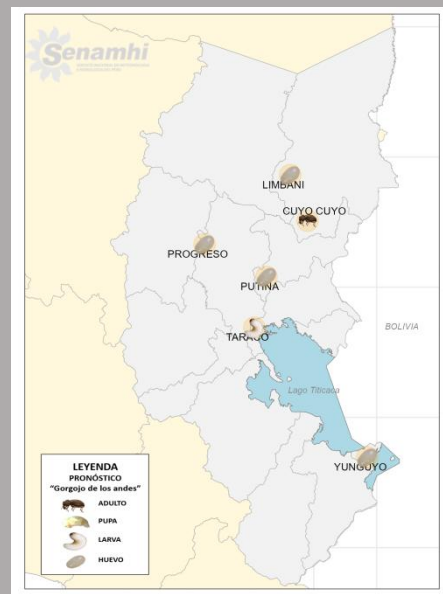 Senamhi
LIMBANI
CUYO CUYO
PROGRESO
PUTINA
TARACO
BOLIVIA
Lago Titicaca
YUNGUYO
LEYENDA
PRONÓSTICO
"Gorgojo de los andes"
ADULTO
PUPA
LARVA
HUEVO